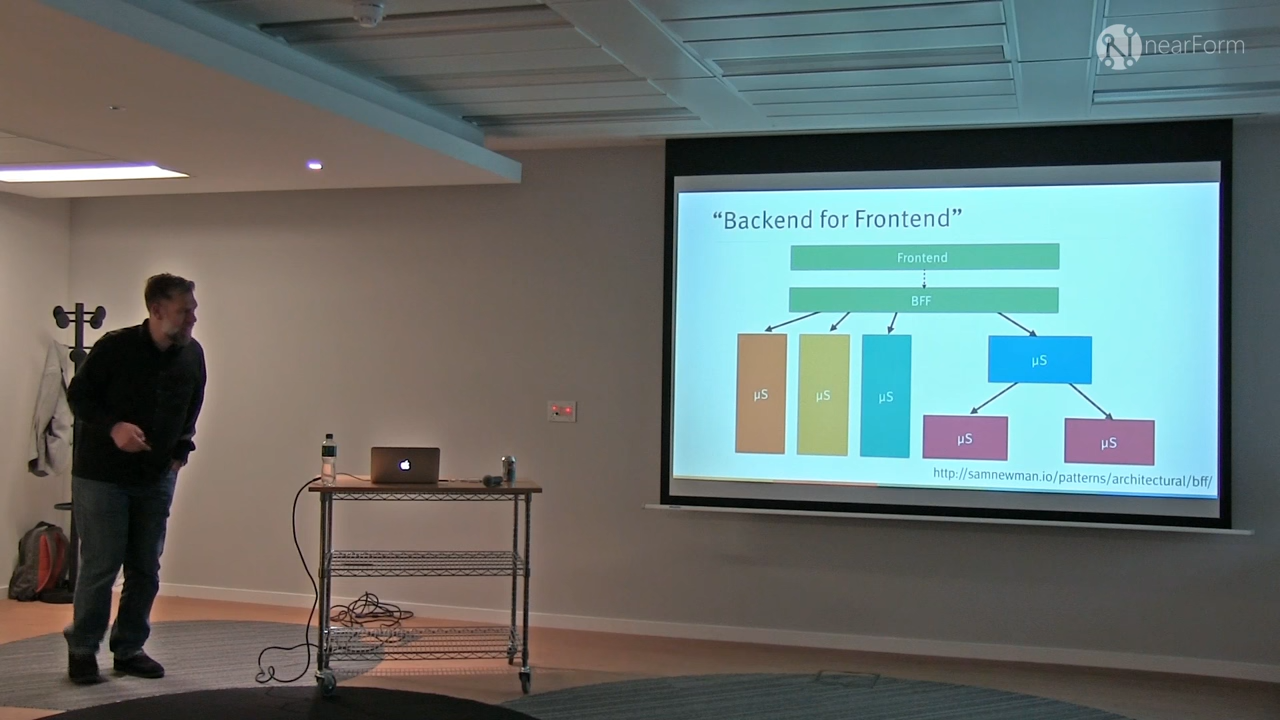 nearForm
“Backend for Frontend”
Frontend
BFF
µS
µS
µS
µS
µS
µS
http://samnewman.io/patterns/architectural/bff/